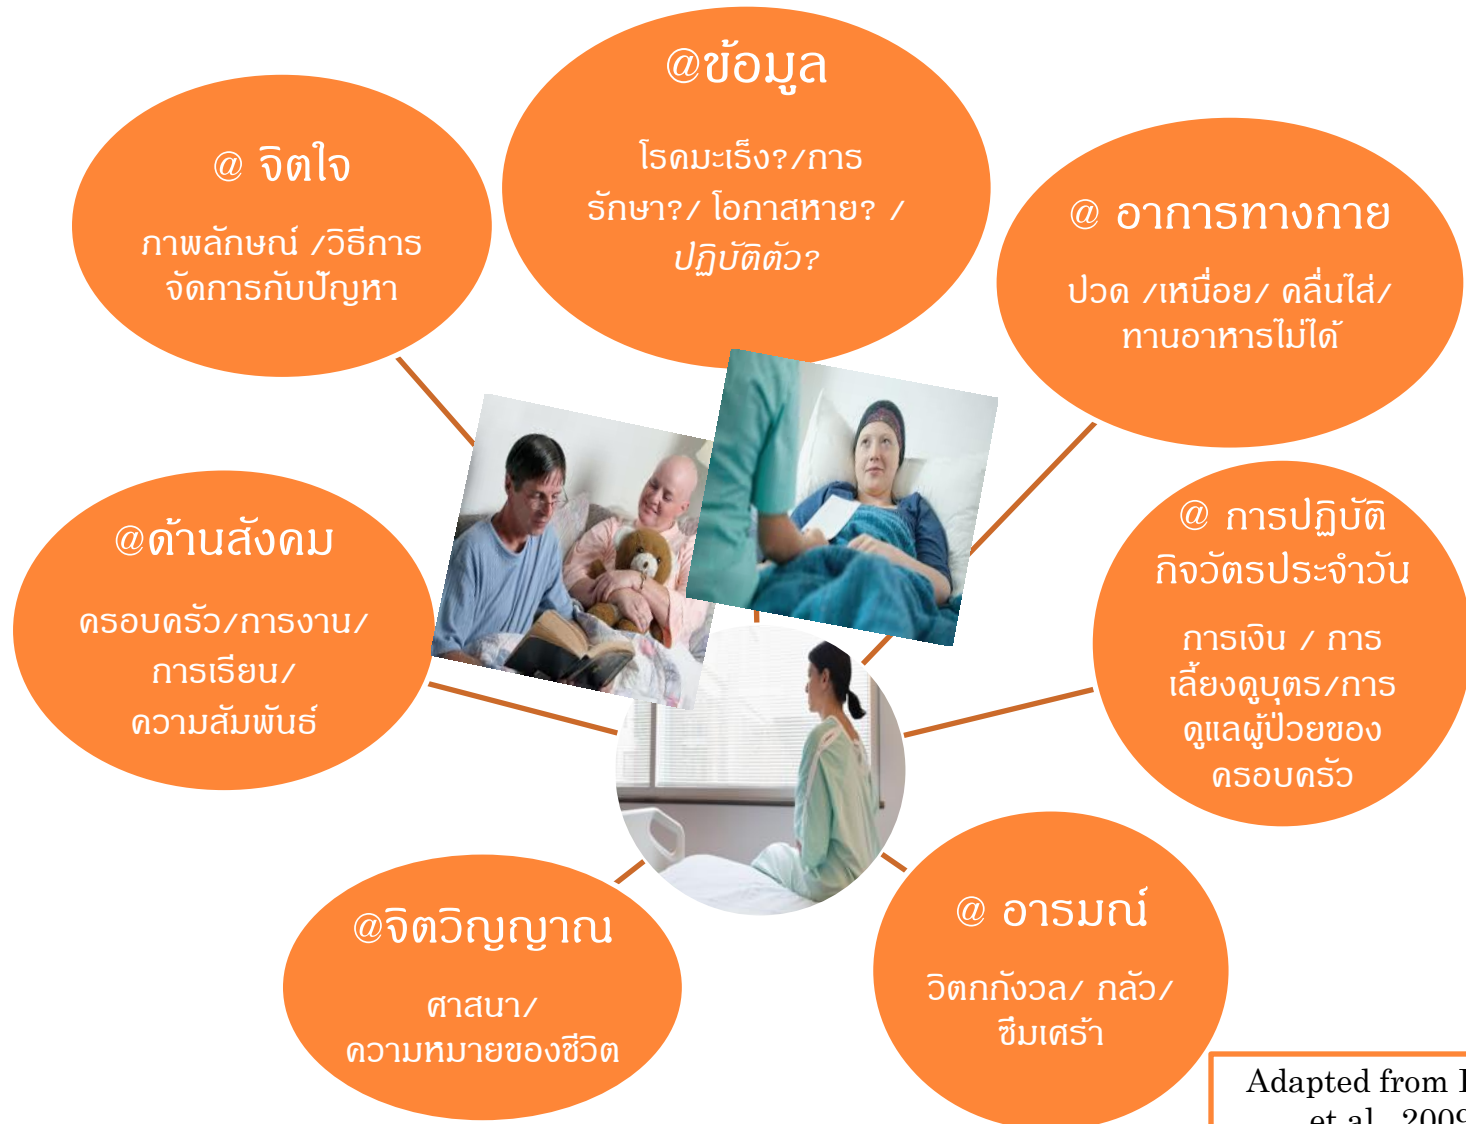 @ข้อมูล
โรคมะเร็ง?/การ
รักษา?/ โอกาสหาย? /
ปฏิบัติตัว?
@ อาการทางกาย
ปวด /เหนื่อย/ คลื่นไส่/
ทานอาหารไม่ได้
@ การปฏิบัติ
กิจวัตรประจำวัน
การเงิน / การ
เลี้ยงดูบุตร/การ
ดูแลผู้ป่วยของ
ครอบครัว
@ อารมณ์
วิตกกังวล/ กลัว/
ซึมเศร้า
@จิตวิญญาณ
ศาสนา/
ความหมายของชีวิต
@ด้านสังคม
ครอบครัว/การงาน/
การเรียน/
ความสัมพันธ์
@ จิตใจ
ภาพลักษณ์ /วิธีการ
จัดการกับปัญหา
Adapted from
et al., 2009